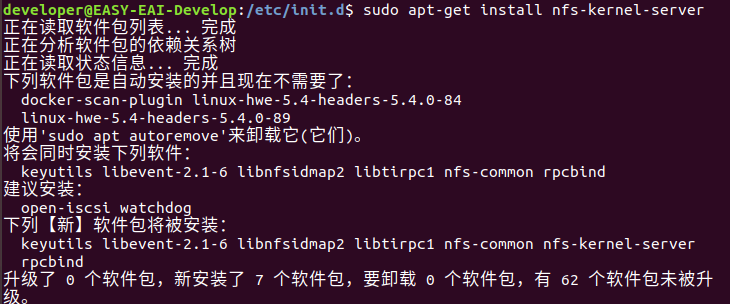 developer@EASY-EAI-Develop:/etc/init.d$ sudo apt-get install nfs-kernel-server
正在读取软件包列表... 完成
正在分析软件包的依赖关系树
正在读取状态信息... 完成
下列软件包是自动安装的并且现在不需要了：
  docker-scan-plugin linux-hwe-5.4-headers-5.4.0-84
  linux-hwe-5.4-headers-5.4.0-89
使用'sudo apt autoremove'来卸载它(它们)。
将会同时安装下列软件：
  keyutils libevent-2.1-6 libnfsidmap2 libtirpc1 nfs-common rpcbind
建议安装：
  open-iscsi watchdog
下列【新】软件包将被安装：
  keyutils libevent-2.1-6 libnfsidmap2 libtirpc1 nfs-common nfs-kernel-server
  rpcbind
升级了 0 个软件包，新安装了 7 个软件包，要卸载 0 个软件包，有 62 个软件包未被升
级。